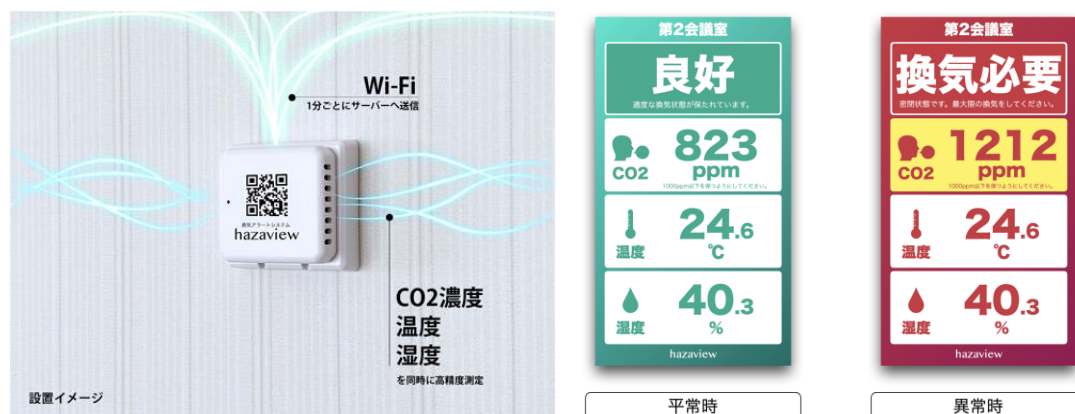 Wi-Fi
1分ごとにサーバーへ送信
換気アラートシステム
hazaview
CO2濃度
温度
湿度
を同時に高精度測定
設置イメージ
第2会議室
良好
適度な換気状態が保たれています。
823
ppm
CO2
1000ppm以下を保つようにしてください。
24.6
℃
温度
40.3
%
湿度
hazaview
平常時
第2会議室
換気必要
密閉状態です。最大限の換気をしてください。
1212
ppm
CO2
1000ppm以下を保つようにしてください。
24.6
℃
温度
40.3
%
湿度
hazaview
異常時